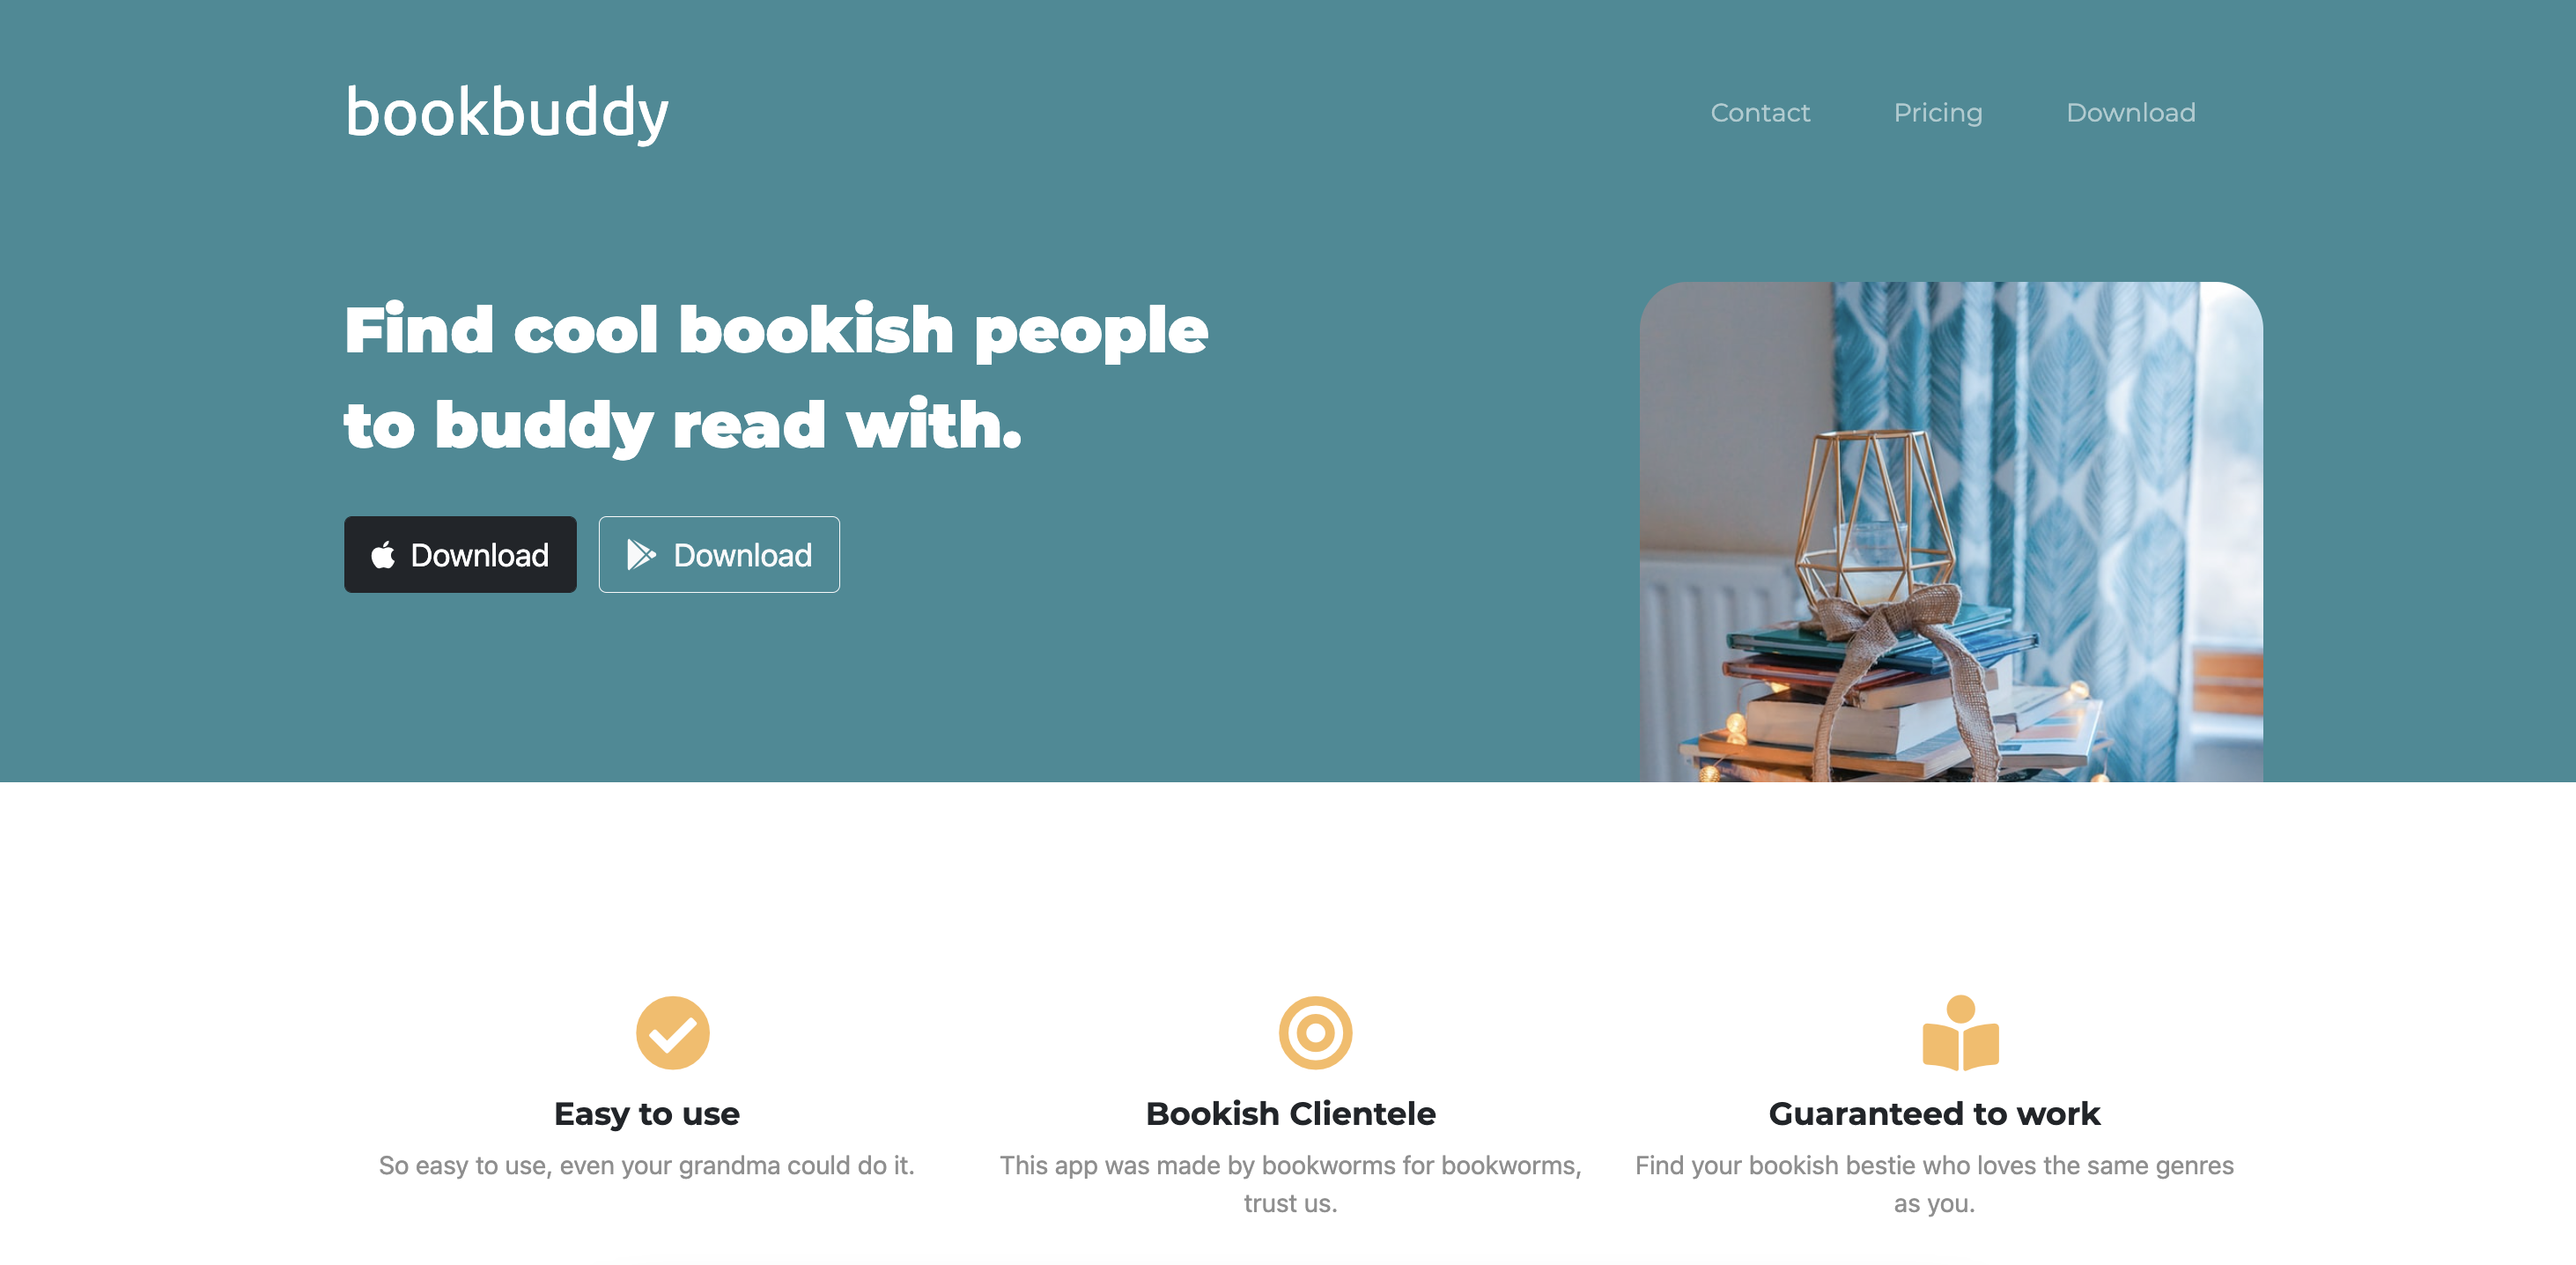 bookbuddy
Contact
Pricing
Download
Find cool bookish people
to buddy read with.
Download
Download
Easy to use
So easy to use, even your grandma could do it.
Bookish Clientele
This app was made by bookworms for bookworms,
trust us.
Guaranteed to work
Find your bookish bestie who loves the same genres
as you.